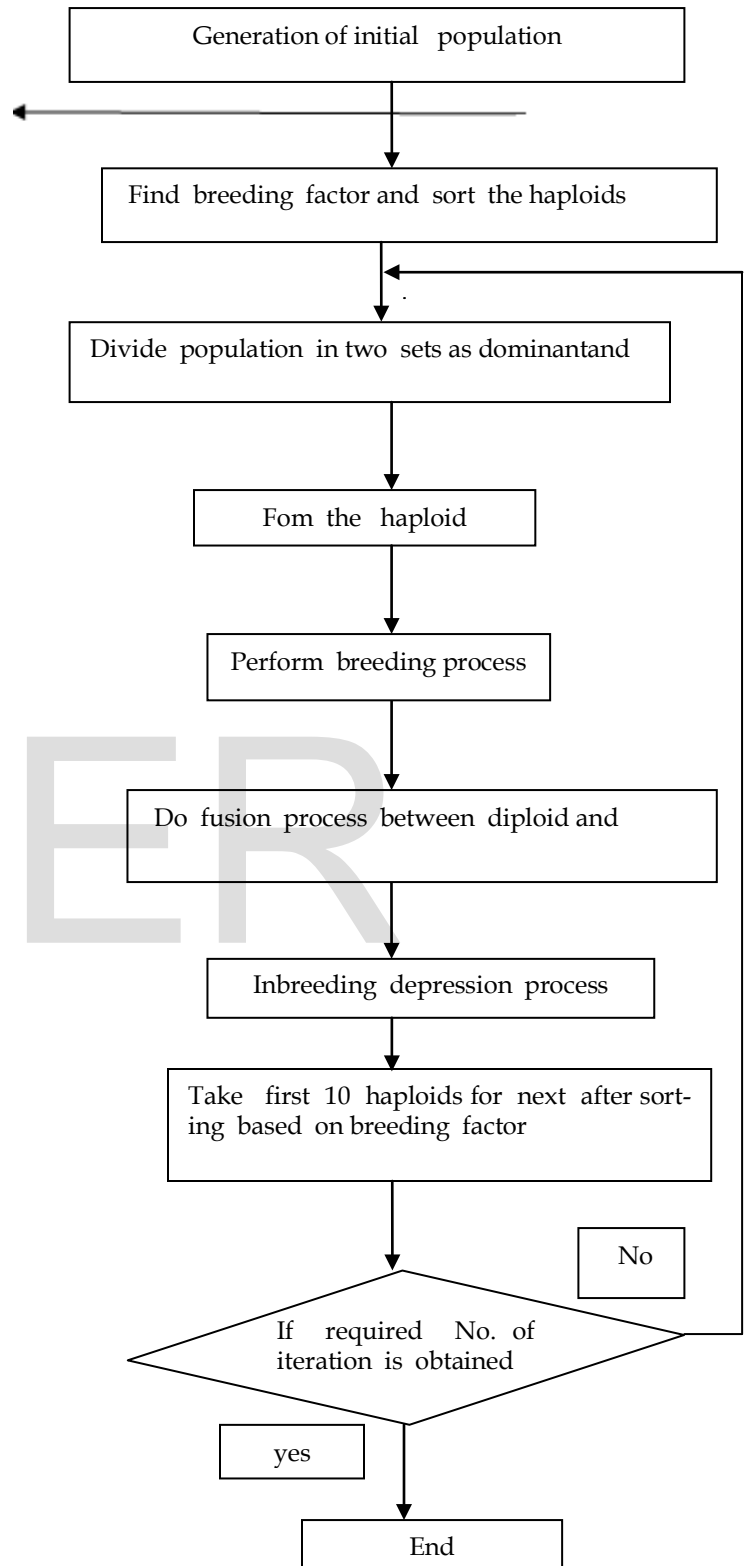 Generation of initial population
Find breeding factor and sort the haploids
Divide population in two sets as dominantand
Fom the haploid
Perform breeding process
ER
Do fusion process between diploid and
Inbreeding depression process
Take first 10 haploids for next after sort-
ing based on breeding factor
No
If required No. of
iteration is obtained
yes
End